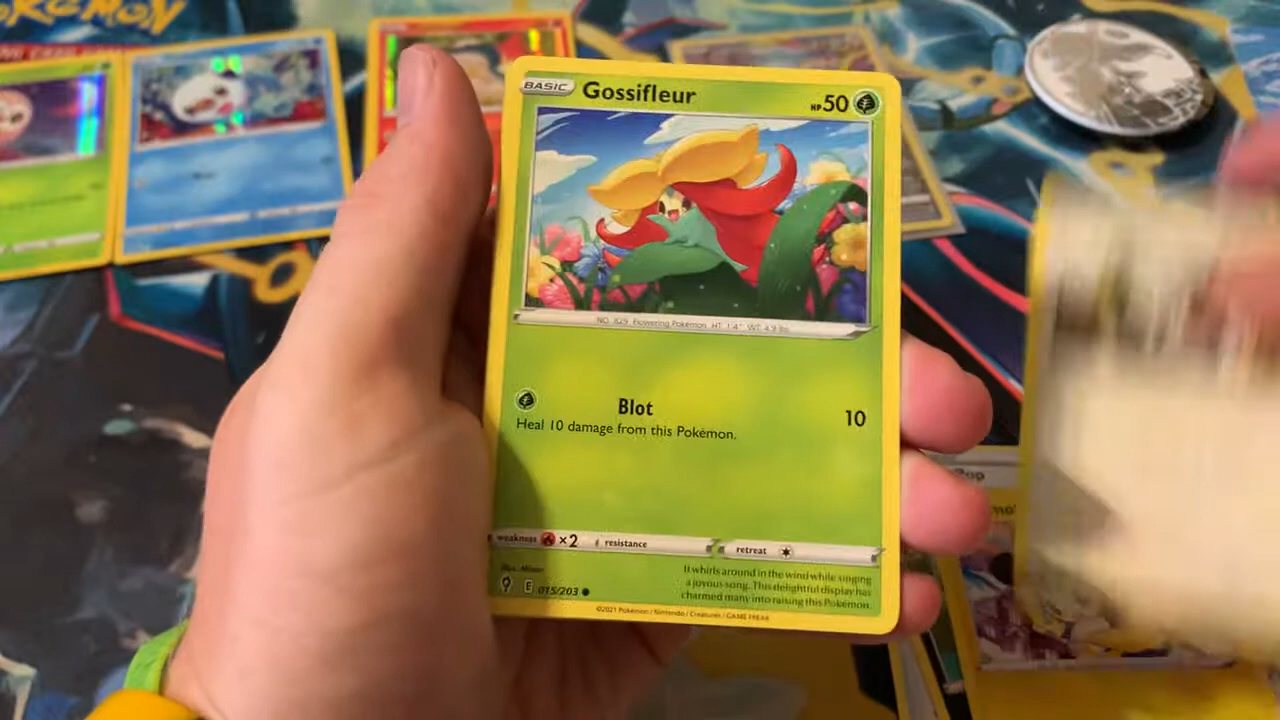 POKEMON
BASIC Gossifleur HP 50
NO. 829 Flowering Pokémon HT: 1'4" WT: 4.9 lbs.
Blot 10
Heal 10 damage from this Pokémon.
weakness ×2 resistance retreat
It whirls around in the wind while singing
a joyous song. This delightful display has
charmed many into raising this Pokémon.
E 015/203
©2021 Pokémon / Nintendo / Creatures / GAME FREAK